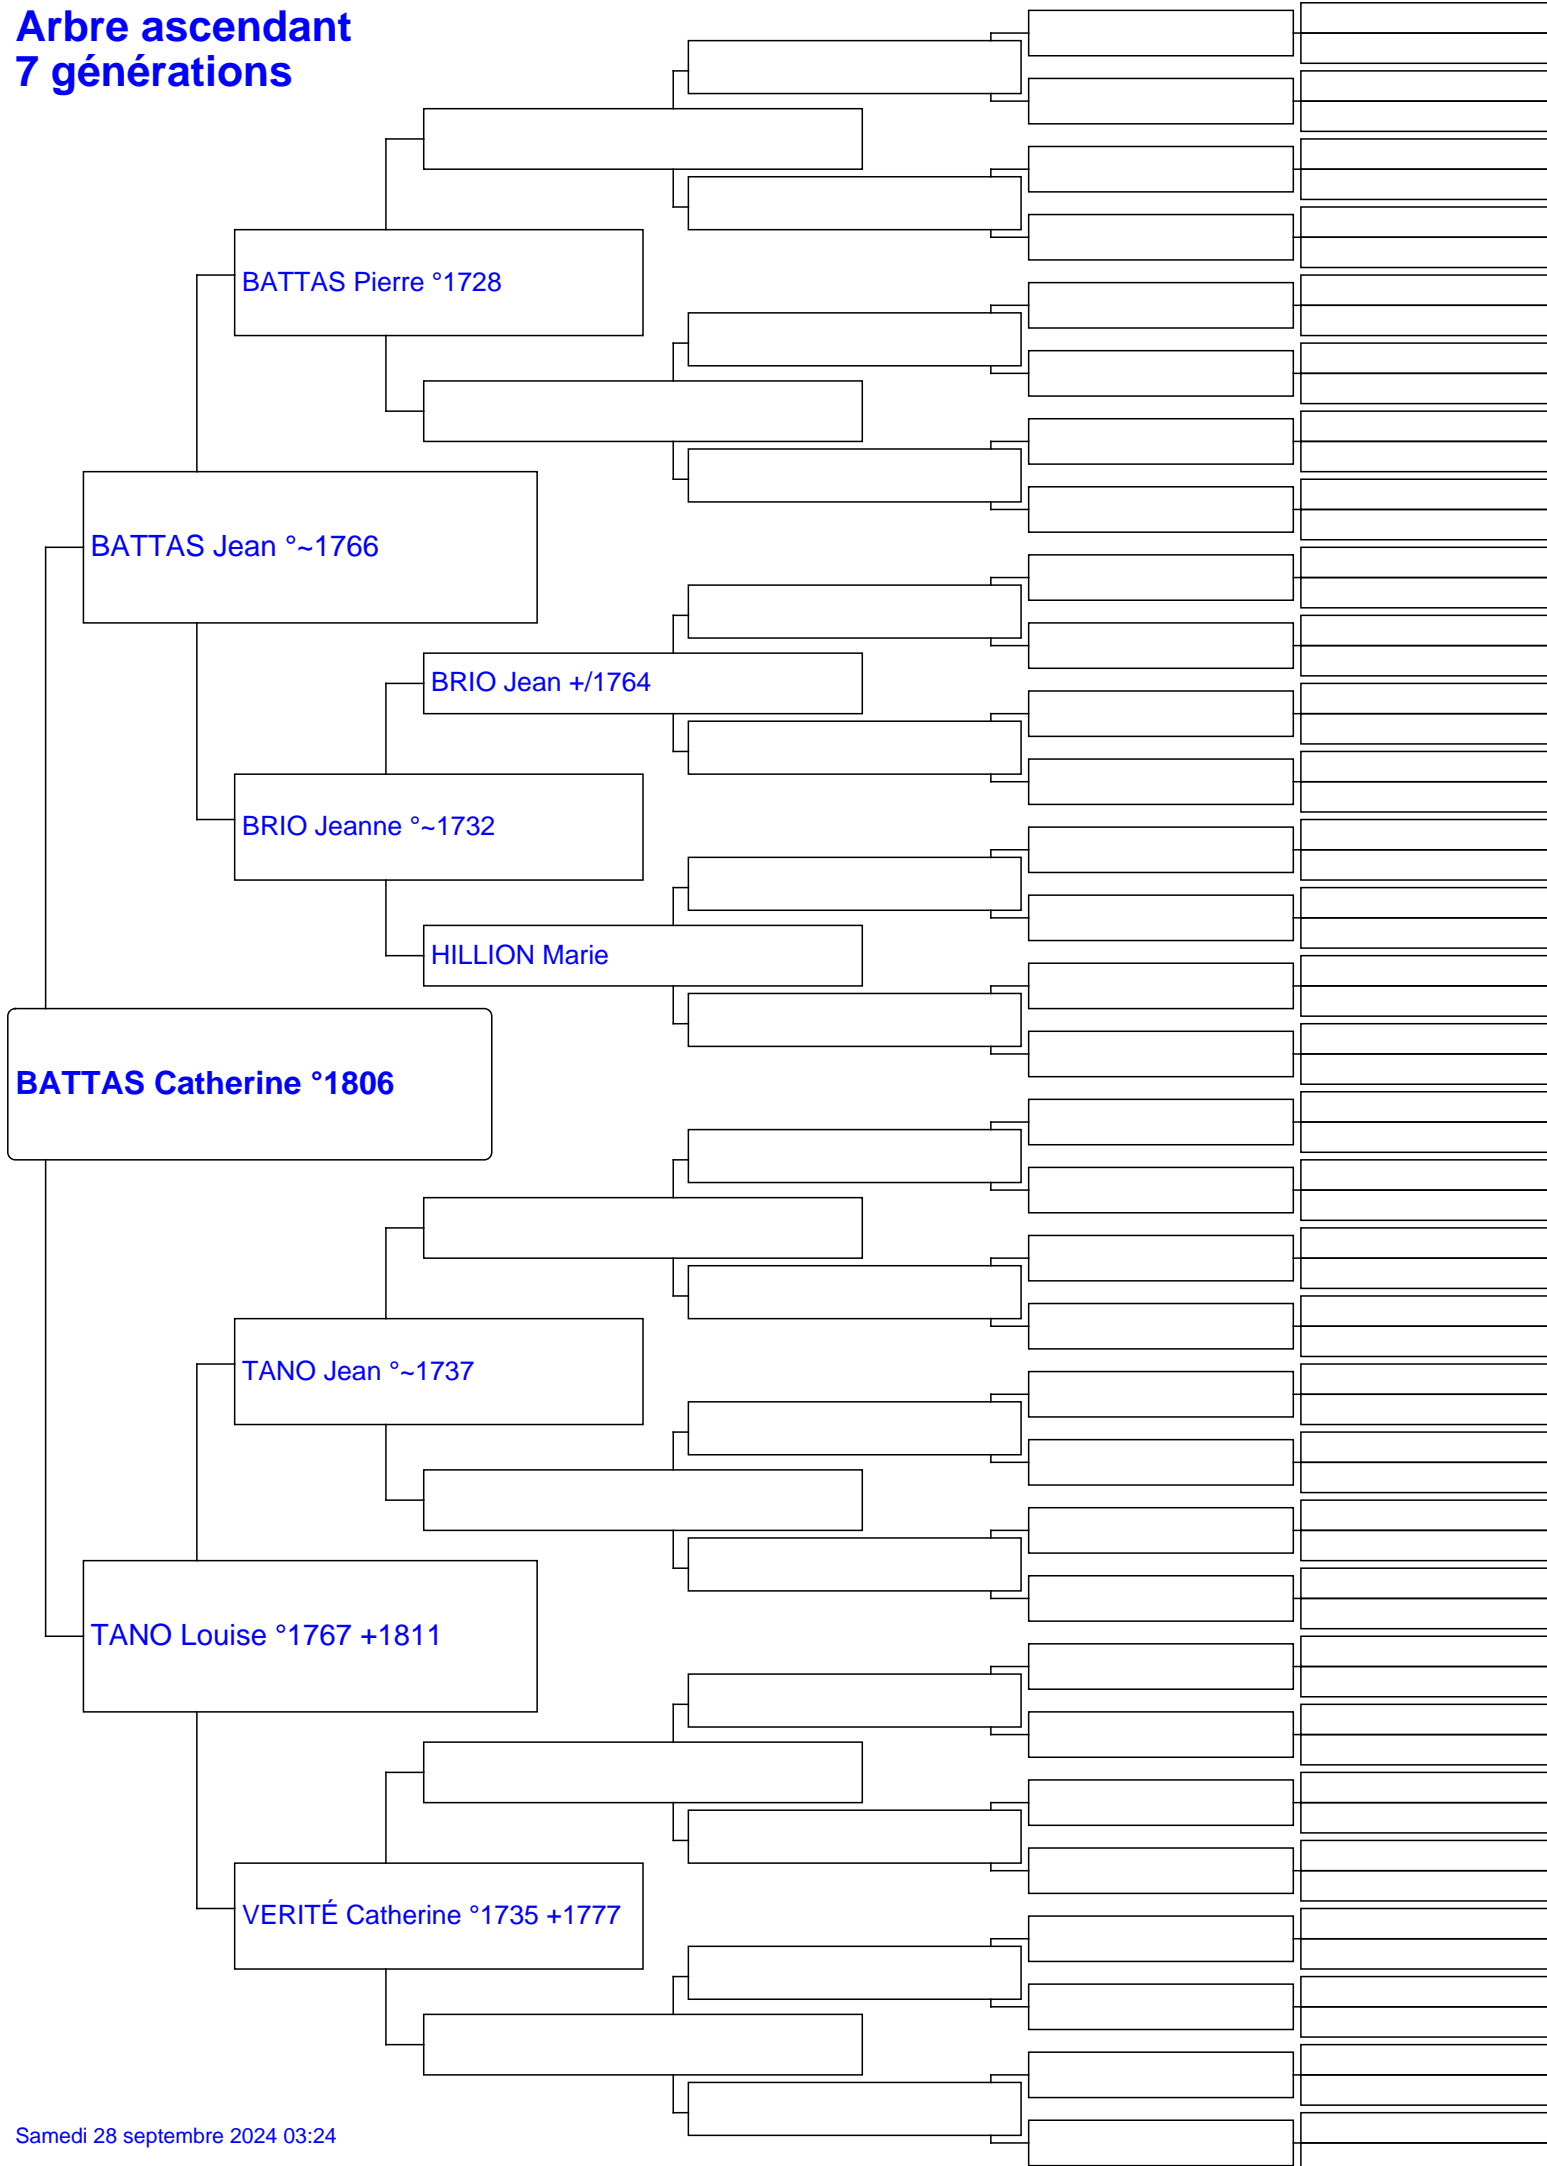 Arbre ascendant
7 générations
BATTAS Pierre °1728
BATTAS Jean °~1766
BRIO Jean +/1764
BRIO Jeanne °~1732
HILLION Marie
BATTAS Catherine °1806
TANO Jean °~1737
TANO Louise °1767 +1811
VERITÉ Catherine °1735 +1777
Samedi 28 septembre 2024 03:24